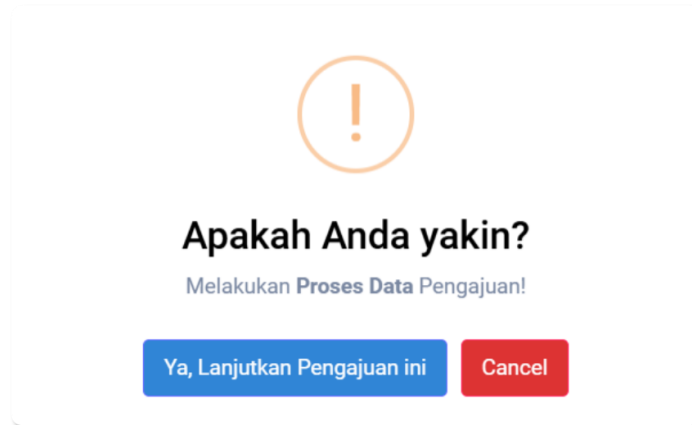 Apakah Anda yakin?
Melakukan Proses Data Pengajuan!
Ya, Lanjutkan Pengajuan ini
Cancel